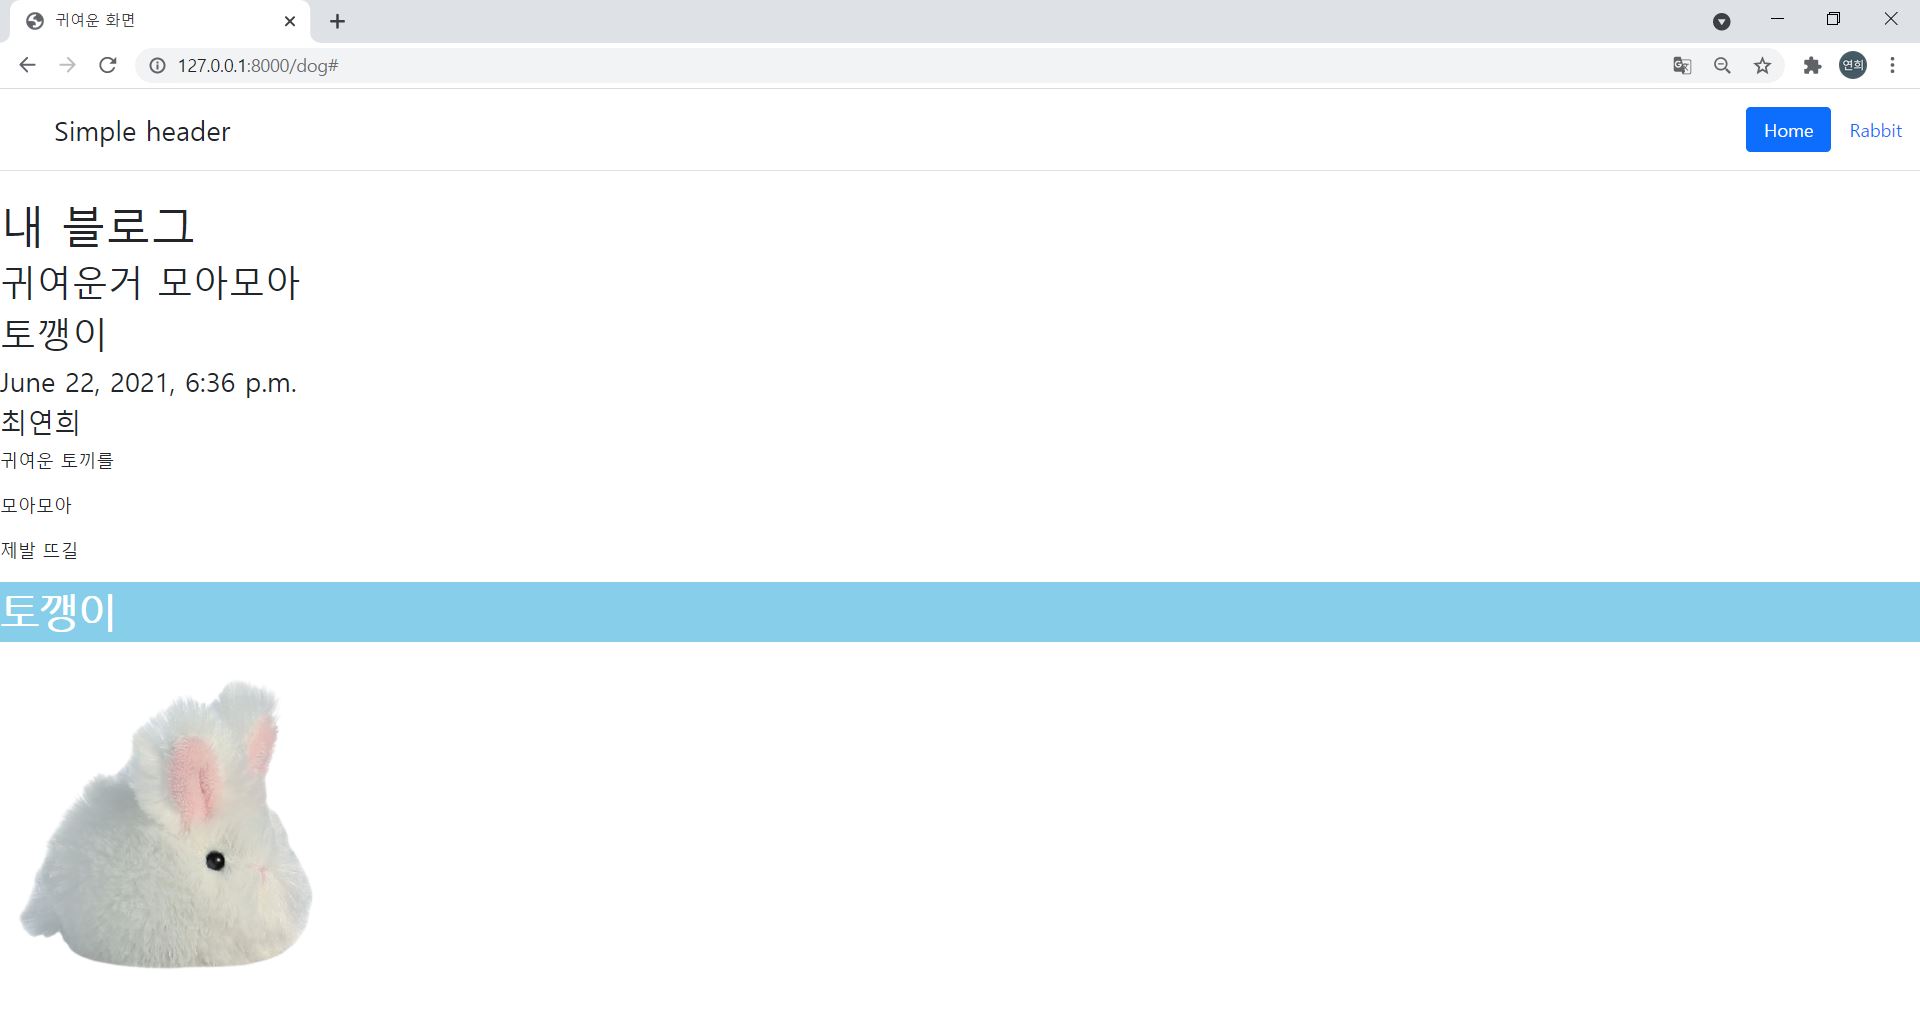 귀여운 화면
127.0.0.1:8000/dog#
연희
Simple header
Home
Rabbit
내 블로그
귀여운거 모아모아
토깽이
June 22, 2021, 6:36 p.m.
최연희
귀여운 토끼를
모아모아
제발 뜨길
토깽이